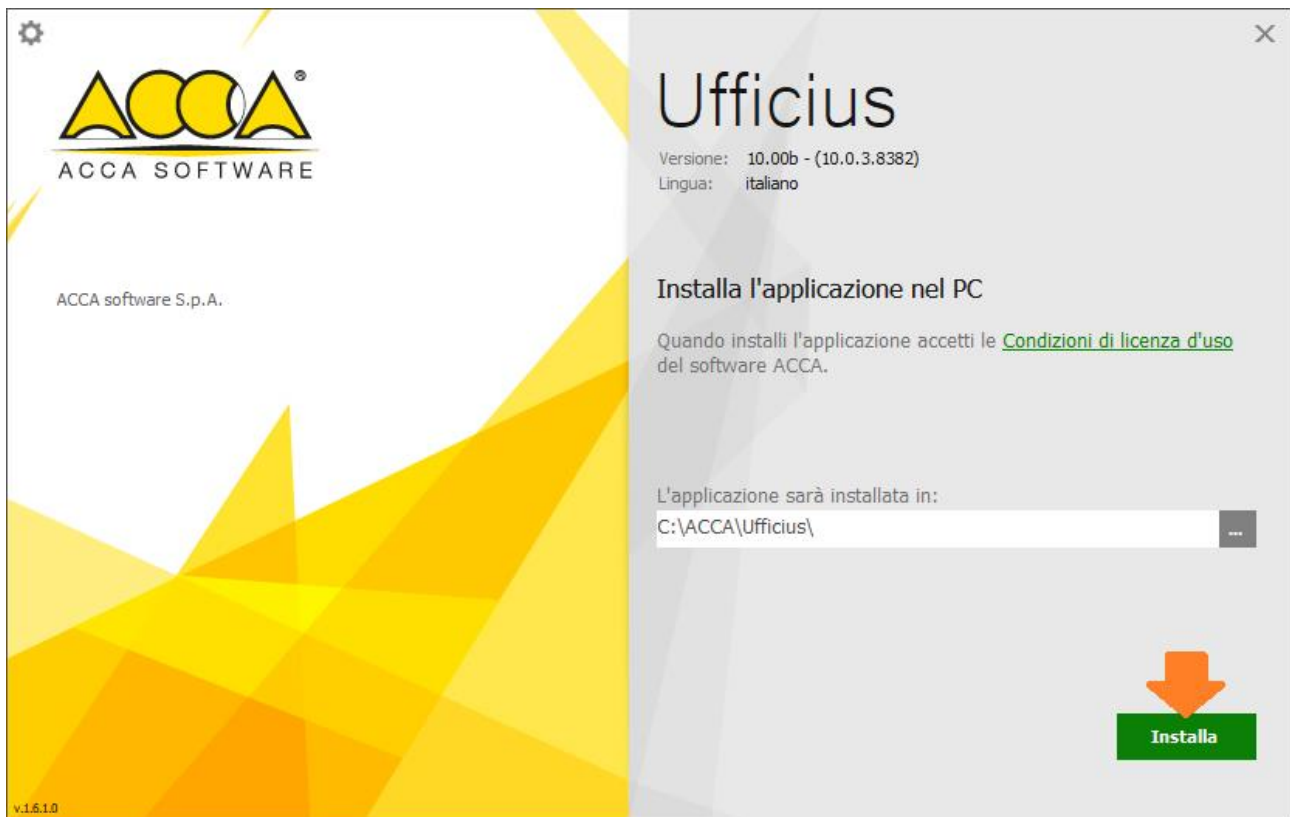 ACCA®
ACCA SOFTWARE
ACCA software S.p.A.
v.1.6.1.0
Ufficius
Versione: 10.00b - (10.0.3.8382)
Lingua: italiano
Installa l'applicazione nel PC
Quando installi l'applicazione accetti le Condizioni di licenza d'uso
del software ACCA.
L'applicazione sarà installata in:
C:\ACCA\Ufficius\
...
Installa